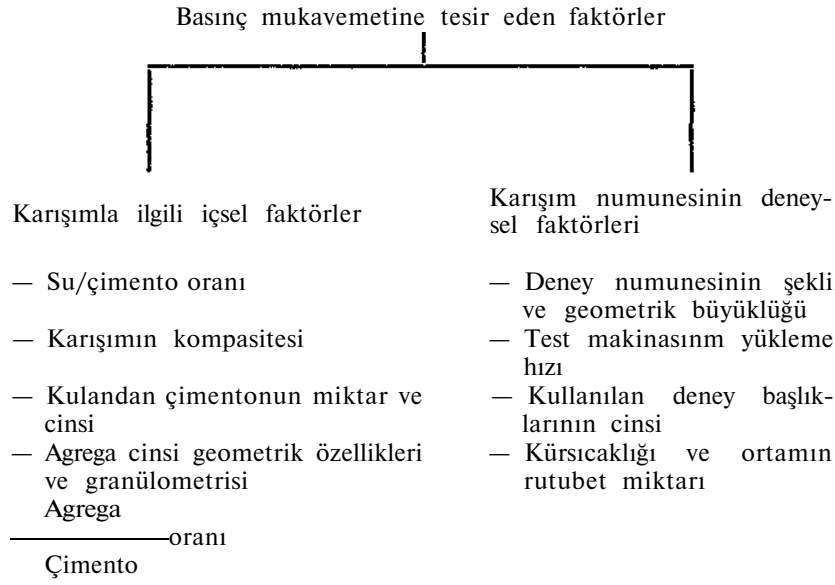 Basınç mukavemetine tesir eden faktörler
Karışımla ilgili içsel faktörler
— Su/çimento oranı
— Karışımın kompasitesi
— Kulandan çimentonun miktar ve
cinsi
— Agrega cinsi geometrik özellikleri
ve granülometrisi
Agrega
oranı
Çimento
Karışım numunesinin deney-
sel faktörleri
— Deney numunesinin şekli
ve geometrik büyüklüğü
— Test makinasınm yükleme
hızı
— Kullanılan deney başlık-
larının cinsi
— Kürsıcaklığı ve ortamın
rutubet miktarı